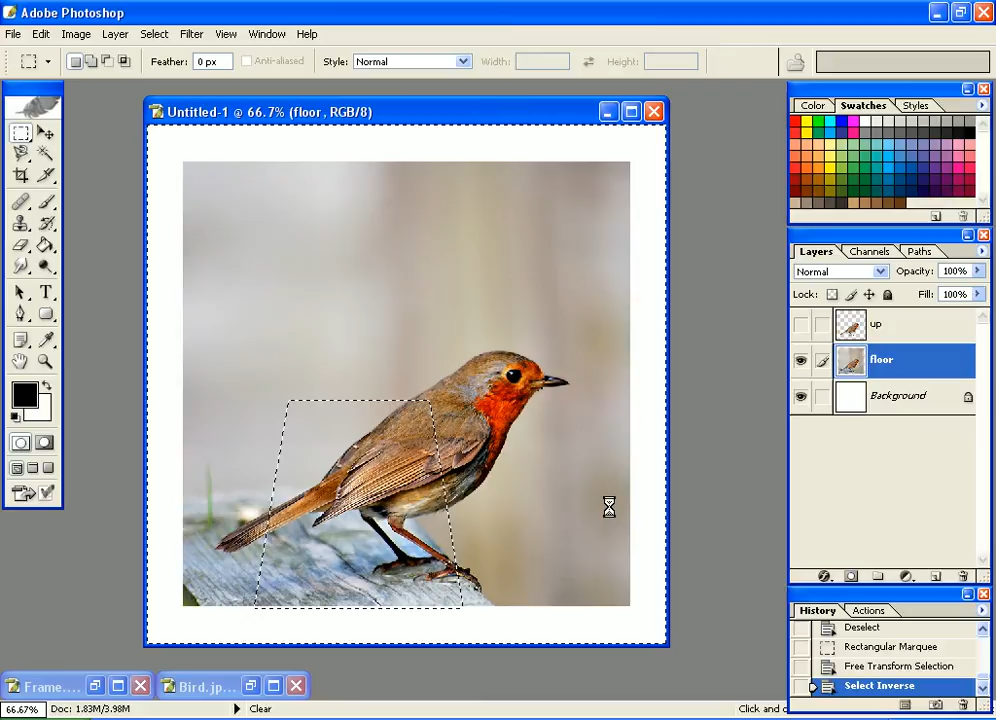 Adobe Photoshop
File Edit Image Layer Select Filter View Window Help
Feather: 0 px Anti-aliased Style: Normal Width: Height:
Untitled-1 @ 66.7% (floor, RGB/8)
Color Swatches Styles
Layers Channels Paths
Normal Opacity: 100%
Lock: Fill: 100%
up
floor
Background
T
History Actions
Deselect
Rectangular Marquee
Free Transform Selection
Select Inverse
Frame.... Bird.jp...
66.67% Doc: 1.83M/3.98M Clear Click and